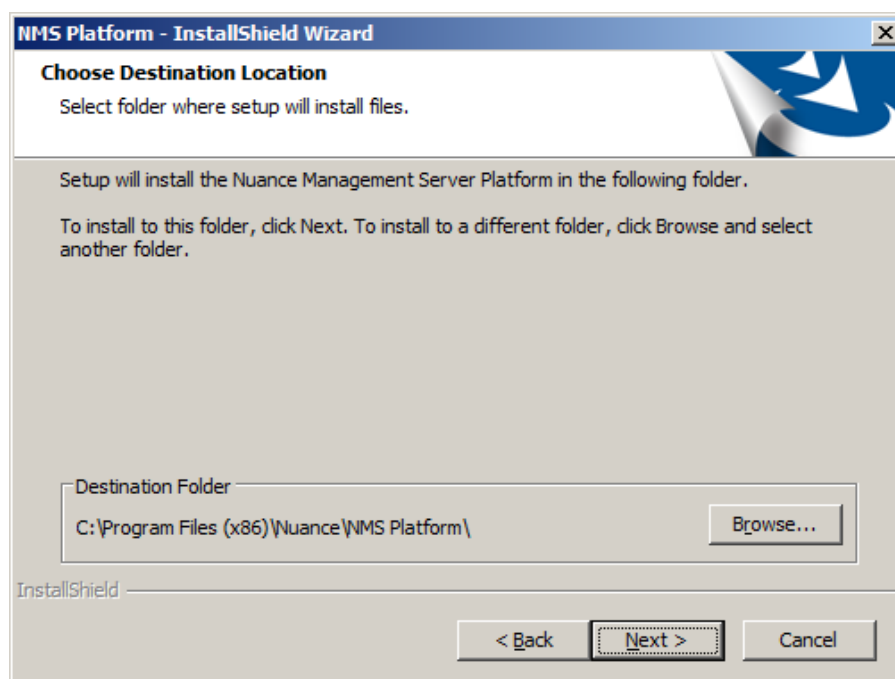 NMS Platform - InstallShield Wizard
Choose Destination Location
Select folder where setup will install files.
Setup will install the Nuance Management Server Platform in the following folder.
To install to this folder, click Next. To install to a different folder, click Browse and select
another folder.
Destination Folder
C:\Program Files (x86)\Nuance\NMS Platform\
Browse...
InstallShield
< Back
Next >
Cancel